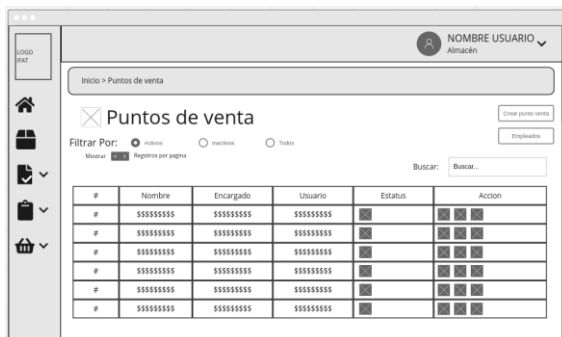 LOGO
IFAT
NOMBRE USUARIO
Almacén
Inicio > Puntos de venta
Puntos de venta
Crear punto venta
Empleados
Filtrar Por: Activos Inactivos Todos
Mostrar Registros por pagina
Buscar: Buscar...
# Nombre Encargado Usuario Estatus Accion
# $$$$$$$$$ $$$$$$$$$ $$$$$$$$$
# $$$$$$$$$ $$$$$$$$$ $$$$$$$$$
# $$$$$$$$$ $$$$$$$$$ $$$$$$$$$
# $$$$$$$$$ $$$$$$$$$ $$$$$$$$$
# $$$$$$$$$ $$$$$$$$$ $$$$$$$$$
# $$$$$$$$$ $$$$$$$$$ $$$$$$$$$